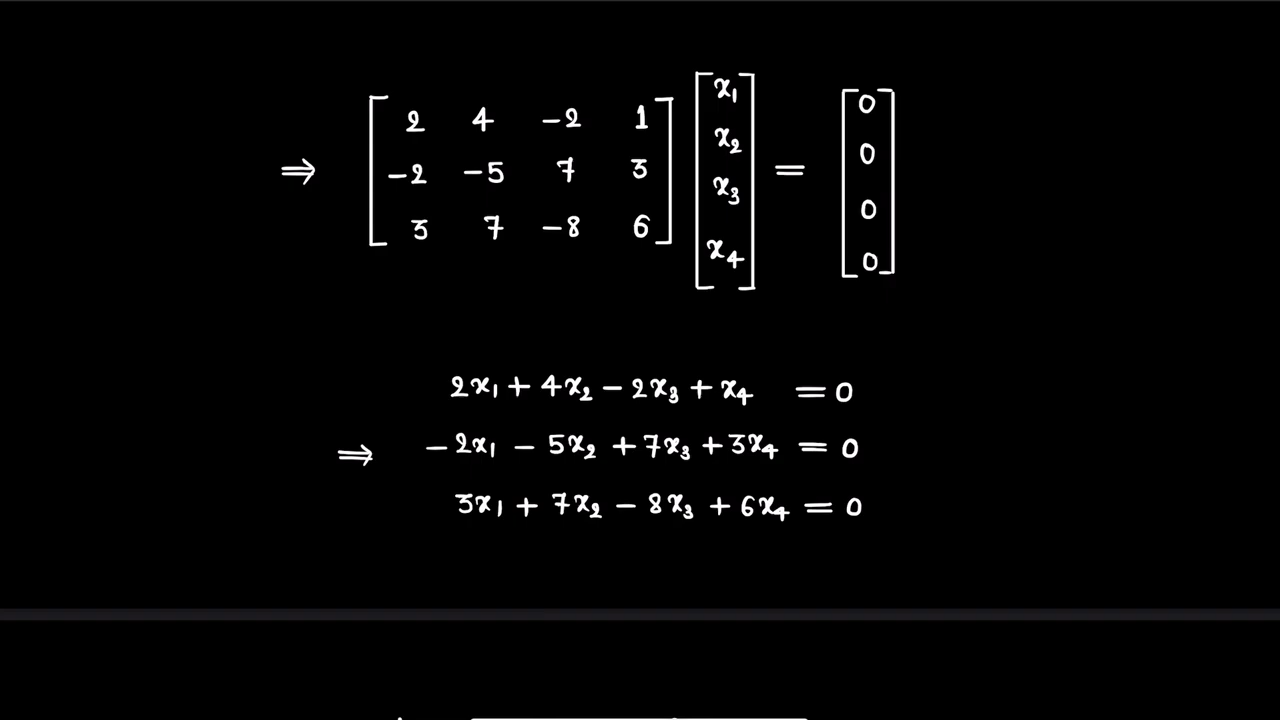 ⇒ [2 4 −2 1; −2 −5 7 3; 3 7 −8 6] [x₁; x₂; x₃; x₄] = [0; 0; 0; 0]
2x₁ + 4x₂ − 2x₃ + x₄ = 0
⇒ −2x₁ − 5x₂ + 7x₃ + 3x₄ = 0
3x₁ + 7x₂ − 8x₃ + 6x₄ = 0